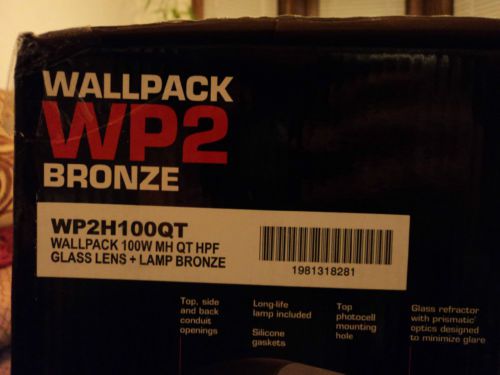 WALLPACK
WP2
BRONZE
WP2H100QT
WALLPACK 100W MH QT HPF
GLASS LENS + LAMP BRONZE
1981318281
Top, side
and back
conduit
openings
Long-life
lamp included
Silicone
gaskets
Top
photocell
mounting
hole
Glass refractor
with prismatic
optics designed
to minimize glare